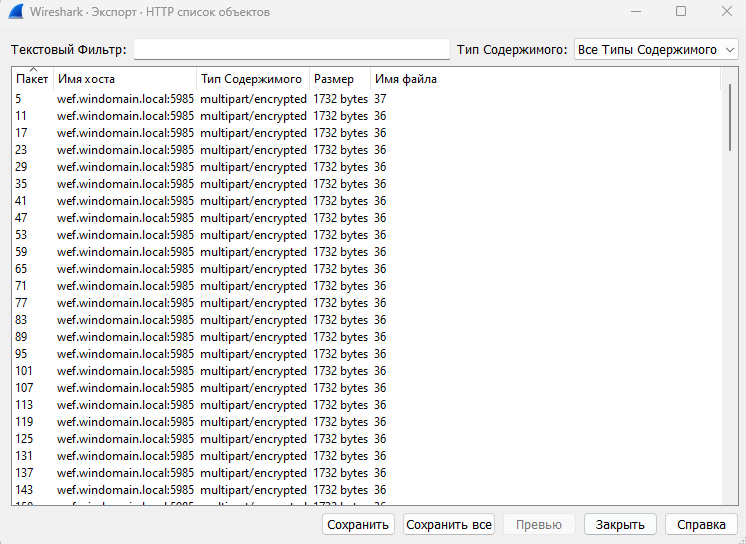 Wireshark · Экспорт · HTTP список объектов
Текстовый Фильтр: Тип Содержимого: Все Типы Содержимого
Пакет Имя хоста Тип Содержимого Размер Имя файла
5 wef.windomain.local:5985 multipart/encrypted 1732 bytes 37
11 wef.windomain.local:5985 multipart/encrypted 1732 bytes 36
17 wef.windomain.local:5985 multipart/encrypted 1732 bytes 36
23 wef.windomain.local:5985 multipart/encrypted 1732 bytes 36
29 wef.windomain.local:5985 multipart/encrypted 1732 bytes 36
35 wef.windomain.local:5985 multipart/encrypted 1732 bytes 36
41 wef.windomain.local:5985 multipart/encrypted 1732 bytes 36
47 wef.windomain.local:5985 multipart/encrypted 1732 bytes 36
53 wef.windomain.local:5985 multipart/encrypted 1732 bytes 36
59 wef.windomain.local:5985 multipart/encrypted 1732 bytes 36
65 wef.windomain.local:5985 multipart/encrypted 1732 bytes 36
71 wef.windomain.local:5985 multipart/encrypted 1732 bytes 36
77 wef.windomain.local:5985 multipart/encrypted 1732 bytes 36
83 wef.windomain.local:5985 multipart/encrypted 1732 bytes 36
89 wef.windomain.local:5985 multipart/encrypted 1732 bytes 36
95 wef.windomain.local:5985 multipart/encrypted 1732 bytes 36
101 wef.windomain.local:5985 multipart/encrypted 1732 bytes 36
107 wef.windomain.local:5985 multipart/encrypted 1732 bytes 36
113 wef.windomain.local:5985 multipart/encrypted 1732 bytes 36
119 wef.windomain.local:5985 multipart/encrypted 1732 bytes 36
125 wef.windomain.local:5985 multipart/encrypted 1732 bytes 36
131 wef.windomain.local:5985 multipart/encrypted 1732 bytes 36
137 wef.windomain.local:5985 multipart/encrypted 1732 bytes 36
143 wef.windomain.local:5985 multipart/encrypted 1732 bytes 36
Сохранить Сохранить все Превью Закрыть Справка